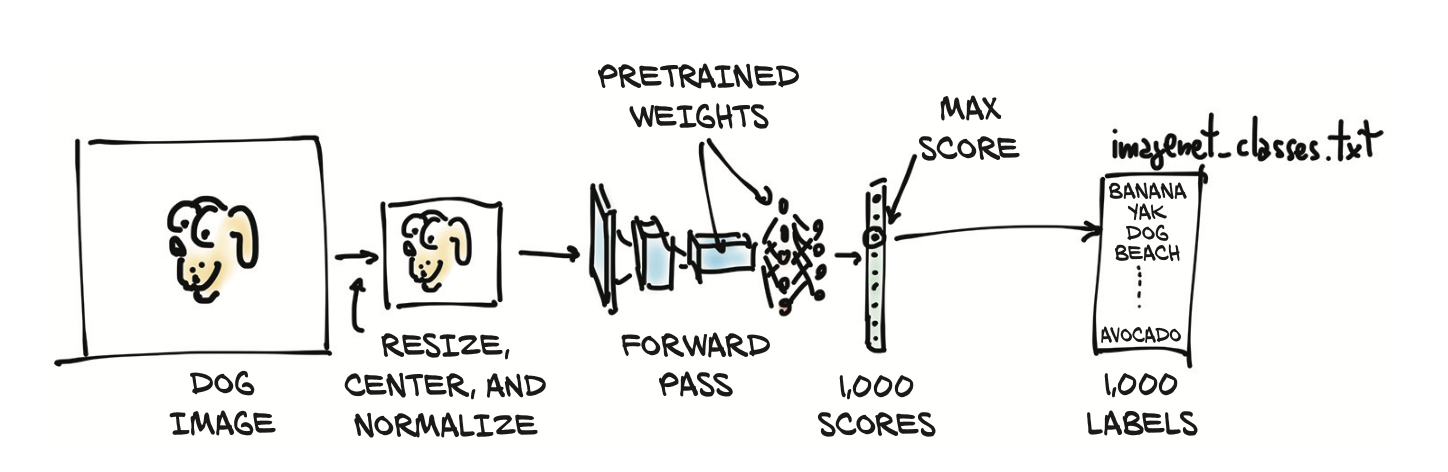 PRETRAINED
WEIGHTS
MAX
SCORE
imagenet_classes.txt
BANANA
YAK
DOG
BEACH
AVOCADO
DOG
IMAGE
RESIZE,
CENTER, AND
NORMALIZE
FORWARD
PASS
1,000
SCORES
1,000
LABELS